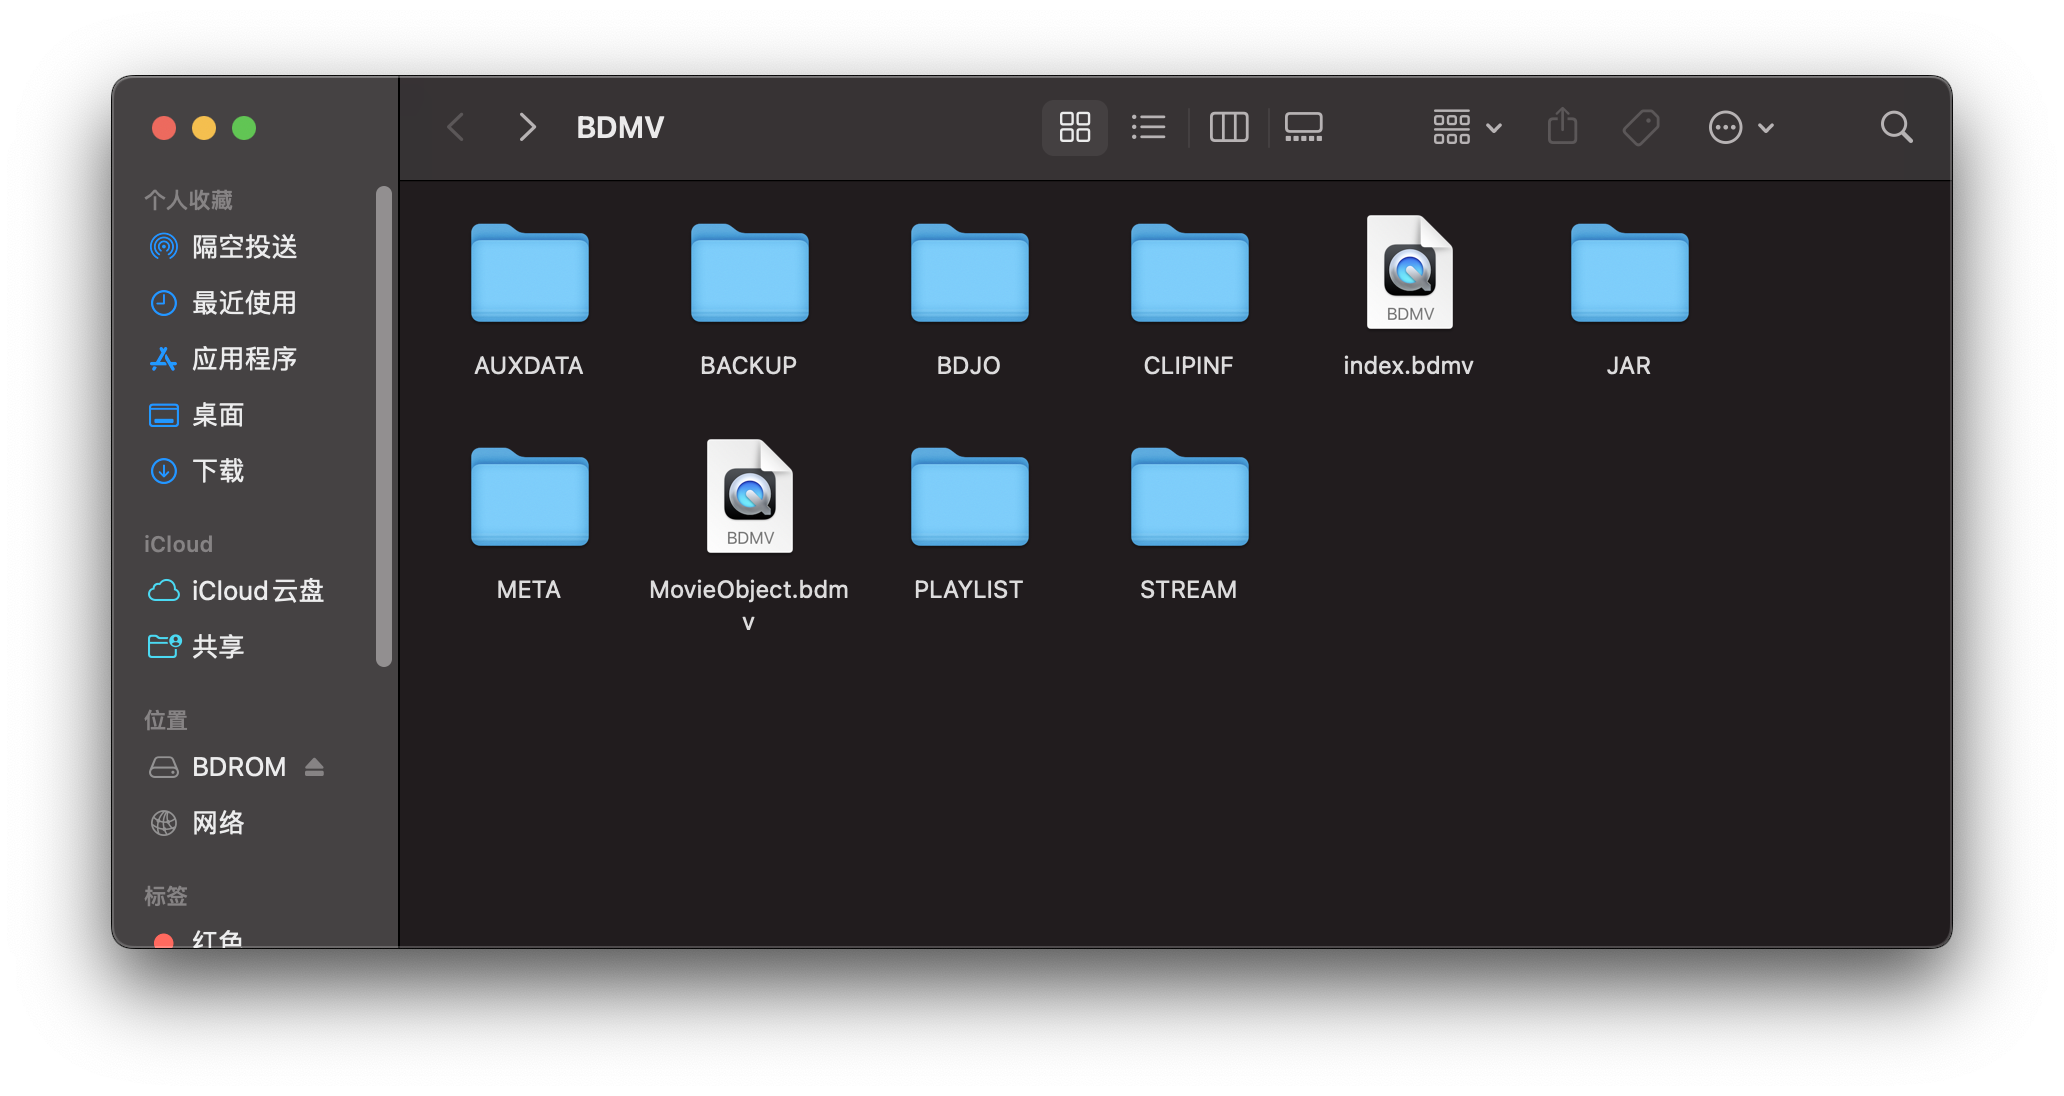 BDMV
个人收藏
隔空投送
最近使用
应用程序
桌面
下载
iCloud
iCloud云盘
共享
位置
BDROM
网络
标签
红色
AUXDATA
BACKUP
BDJO
CLIPINF
BDMV
index.bdmv
JAR
META
BDMV
MovieObject.bdm
v
PLAYLIST
STREAM